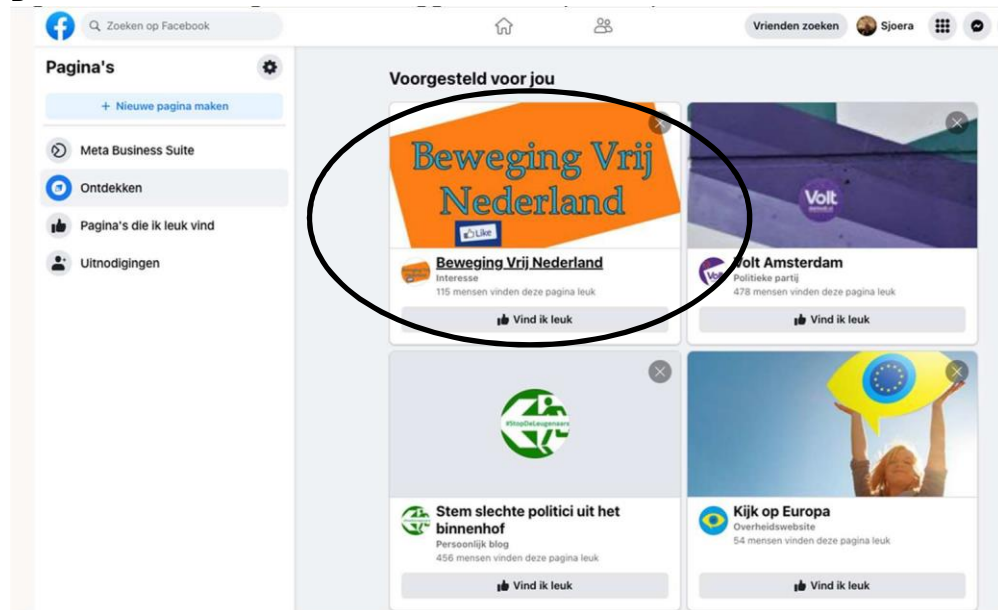 Zoeken op Facebook
Vrienden zoeken
Sjoera
Pagina's
+ Nieuwe pagina maken
Meta Business Suite
Ontdekken
Pagina's die ik leuk vind
Uitnodigingen
Voorgesteld voor jou
Beweging Vrij
Nederland
Like
Beweging Vrij Nederland
Interesse
115 mensen vinden deze pagina leuk
Vind ik leuk
Volt
Volt Amsterdam
Politieke partij
478 mensen vinden deze pagina leuk
Vind ik leuk
#StopDeLeugenaars
Stem slechte politici uit het
binnenhof
Persoonlijk blog
456 mensen vinden deze pagina leuk
Vind ik leuk
Kijk op Europa
Overheidswebsite
54 mensen vinden deze pagina leuk
Vind ik leuk